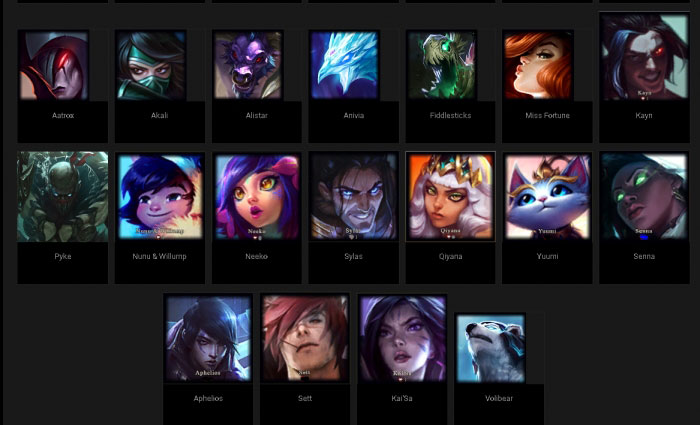 Aatrox
Akali
Alistar
Anivia
Fiddlesticks
Miss Fortune
Kayn
Kayn
Pyke
Nunu & Willump
Nunu & Willump
Neeko
Neeko
Sylas
Sylas
Qiyana
Qiyana
Yuumi
Yuumi
Senna
Senna
Aphelios
Aphelios
Sett
Sett
Kai'Sa
Kai'Sa
Volibear